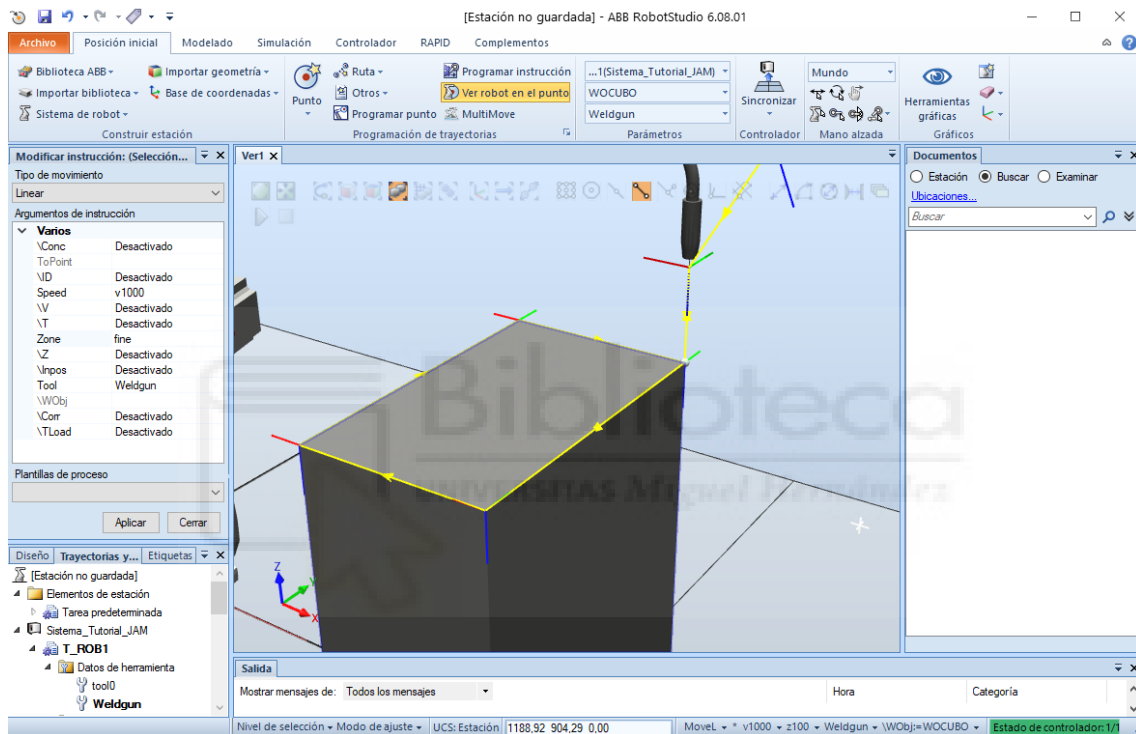 [Estación no guardada] - ABB RobotStudio 6.08.01
Archivo Posición inicial Modelado Simulación Controlador RAPID Complementos
Biblioteca ABB Importar geometría
Importar biblioteca Base de coordenadas
Sistema de robot
Construir estación
Punto
Ruta
Otros
Programar punto
Programar instrucción
Ver robot en el punto
MultiMove
Programación de trayectorias
...1(Sistema_Tutorial_JAM)
WOCUBO
Weldgun
Parámetros
Sincronizar
Controlador
Mundo
Mano alzada
Herramientas
gráficas
Gráficos
Modificar instrucción: (Selección...
Tipo de movimiento
Linear
Argumentos de instrucción
Varios
\Conc Desactivado
ToPoint
\ID Desactivado
Speed v1000
\V Desactivado
\T Desactivado
Zone fine
\Z Desactivado
\Inpos Desactivado
Tool Weldgun
\WObj
\Corr Desactivado
\TLoad Desactivado
Plantillas de proceso
Aplicar Cerrar
Diseño Trayectorias y... Etiquetas
[Estación no guardada]
Elementos de estación
Tarea predeterminada
Sistema_Tutorial_JAM
T_ROB1
Datos de herramienta
tool0
Weldgun
Ver1 X
Z
Y
X
Biblioteca
UNIVERSITAS Miguel Hernández
Documentos
Estación Buscar Examinar
Ubicaciones...
Buscar
Salida
Mostrar mensajes de: Todos los mensajes Hora Categoría
Nivel de selección Modo de ajuste UCS: Estación 1188,92 904,29 0,00 MoveL * v1000 z100 Weldgun \WObj:=WOCUBO Estado de controlador: 1/1